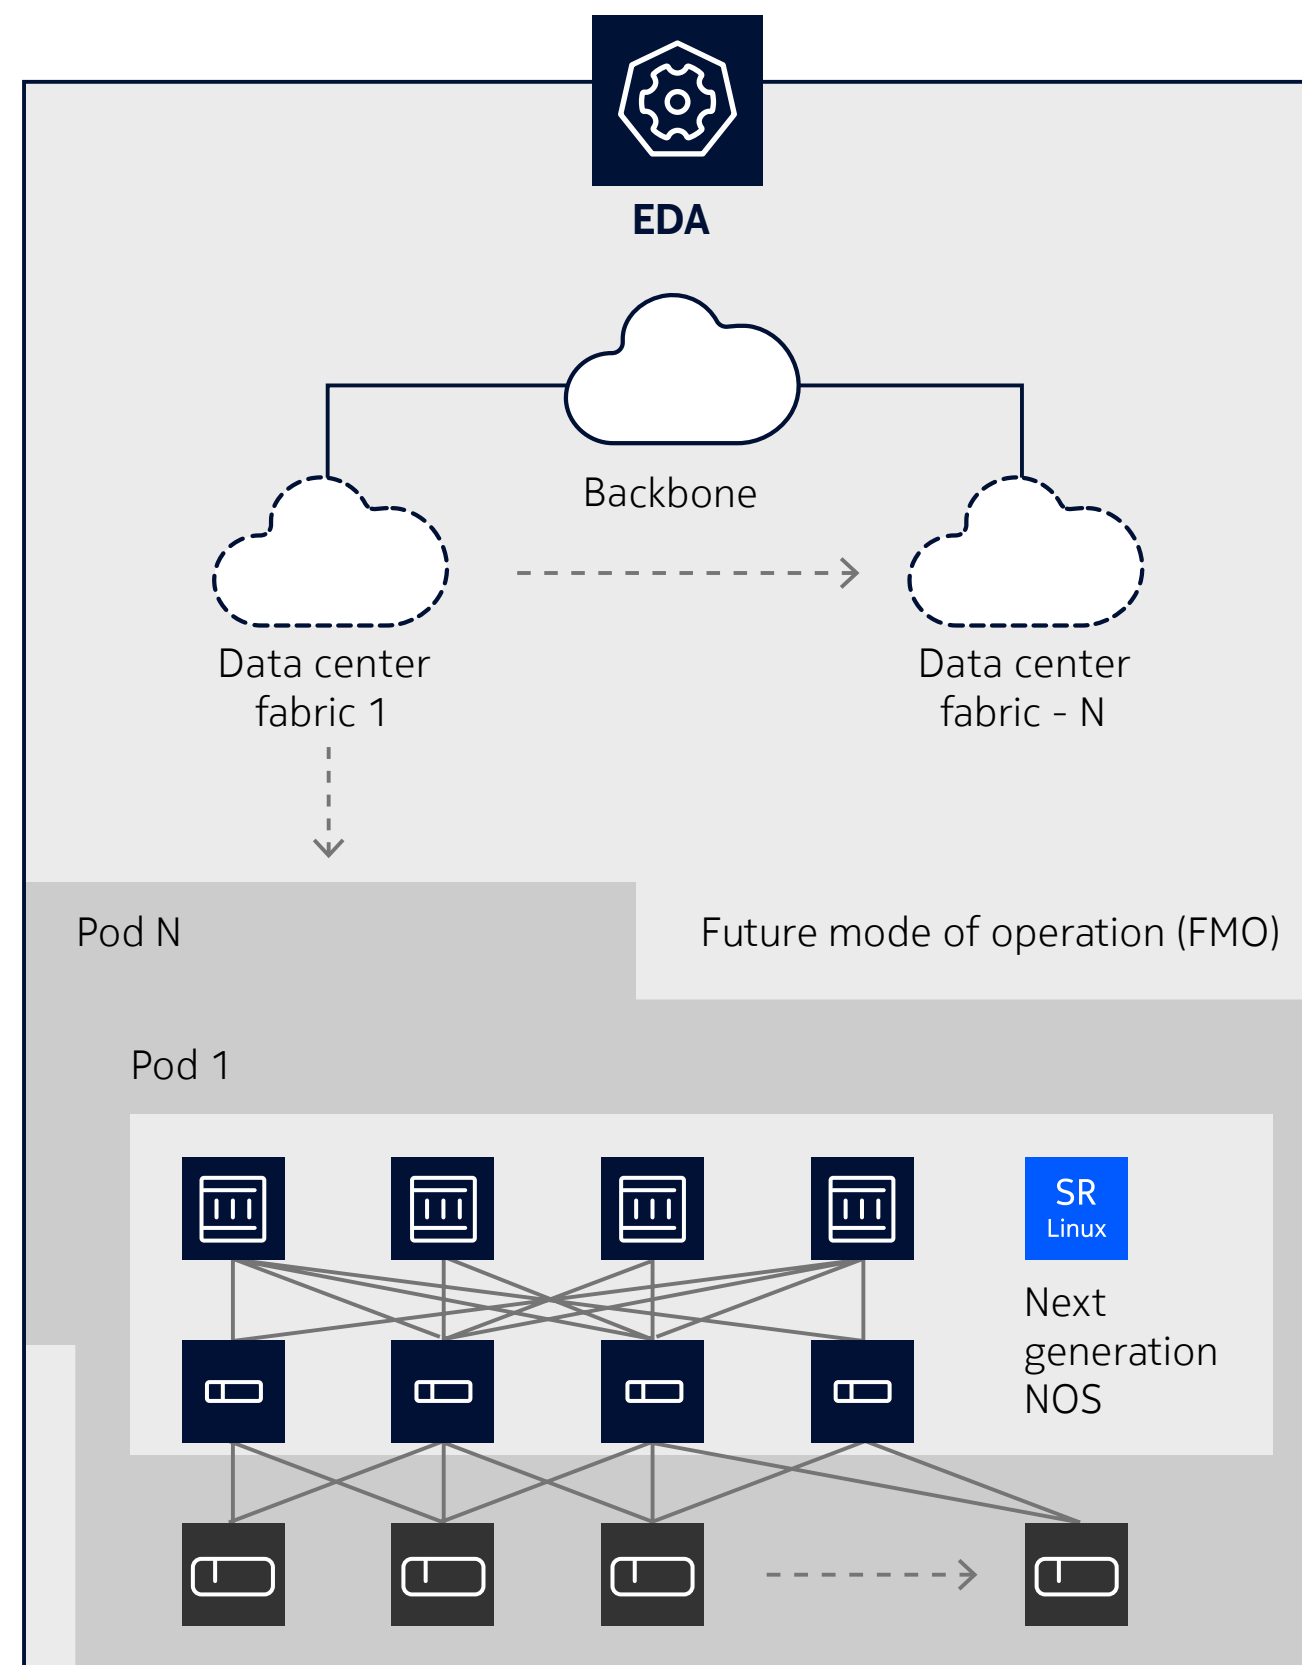 EDA
Backbone
Data center
fabric 1
Data center
fabric - N
Pod N
Future mode of operation (FMO)
Pod 1
SR
Linux
Next
generation
NOS